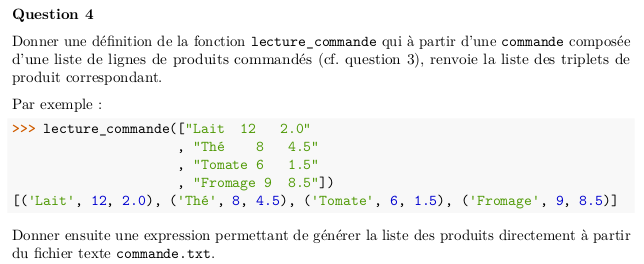 Question 4
Donner une définition de la fonction lecture_commande qui à partir d'une commande composée
d'une liste de lignes de produits commandés (cf. question 3), renvoie la liste des triplets de
produit correspondant.
Par exemple :
>>> lecture_commande(["Lait  12   2.0"
                    , "Thé    8   4.5"
                    , "Tomate 6   1.5"
                    , "Fromage 9  8.5"])
[('Lait', 12, 2.0), ('Thé', 8, 4.5), ('Tomate', 6, 1.5), ('Fromage', 9, 8.5)]
Donner ensuite une expression permettant de générer la liste des produits directement à partir
du fichier texte commande.txt.